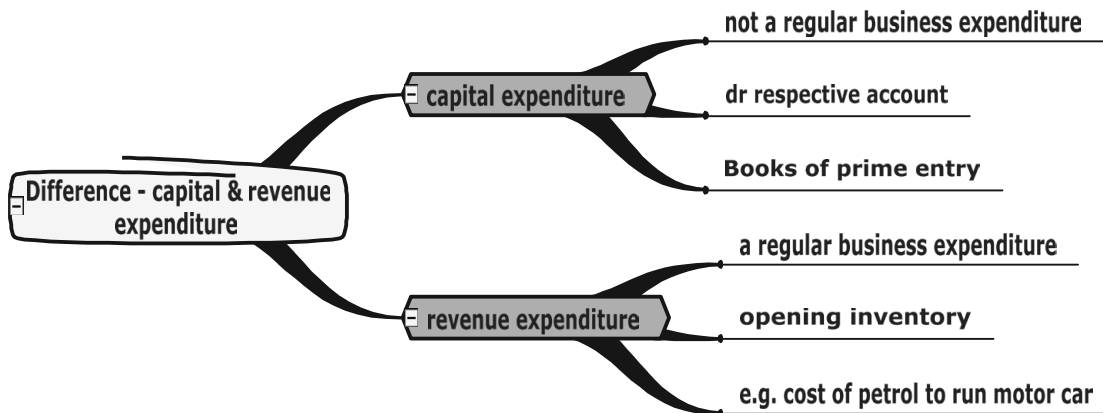 not a regular business expenditure
capital expenditure
dr respective account
Books of prime entry
Difference - capital & revenue
expenditure
a regular business expenditure
revenue expenditure
opening inventory
e.g. cost of petrol to run motor car